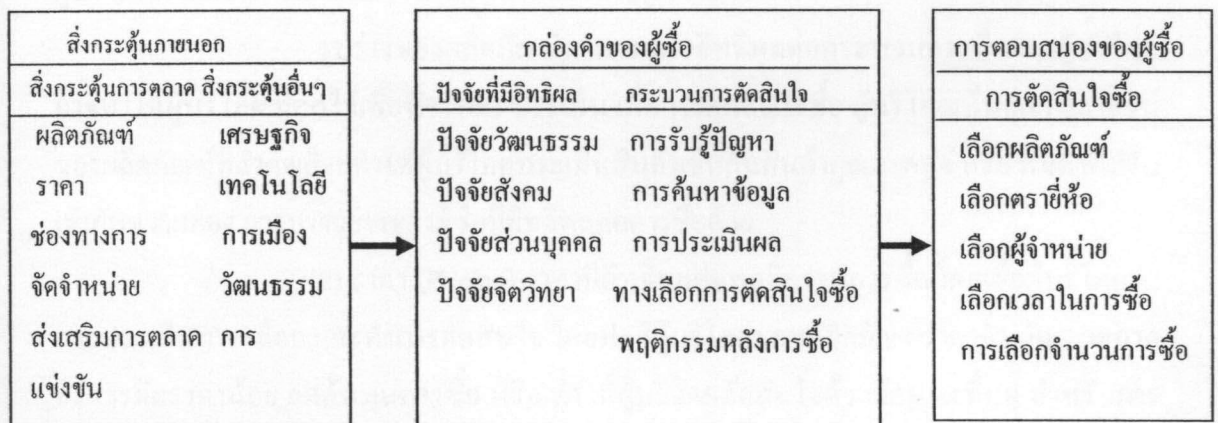 สิ่งกระตุ้นภายนอก
สิ่งกระตุ้นการตลาด สิ่งกระตุ้นอื่นๆ
ผลิตภัณฑ์ เศรษฐกิจ
ราคา เทคโนโลยี
ช่องทางการ การเมือง
จัดจำหน่าย วัฒนธรรม
ส่งเสริมการตลาด การ
แข่งขัน
กล่องดำของผู้ซื้อ
ปัจจัยที่มีอิทธิผล กระบวนการตัดสินใจ
ปัจจัยวัฒนธรรม การรับรู้ปัญหา
ปัจจัยสังคม การค้นหาข้อมูล
ปัจจัยส่วนบุคคล การประเมินผล
ปัจจัยจิตวิทยา ทางเลือกการตัดสินใจซื้อ
พฤติกรรมหลังการซื้อ
การตอบสนองของผู้ซื้อ
การตัดสินใจซื้อ
เลือกผลิตภัณฑ์
เลือกตรายี่ห้อ
เลือกผู้จำหน่าย
เลือกเวลาในการซื้อ
การเลือกจำนวนการซื้อ